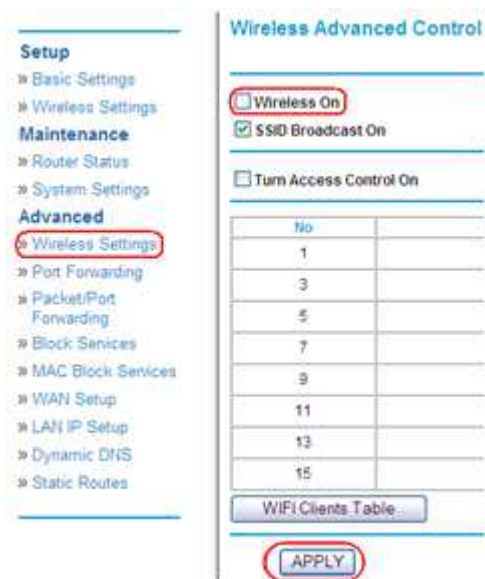 Setup
» Basic Settings
» Wireless Settings
Maintenance
» Router Status
» System Settings
Advanced
» Wireless Settings
» Port Forwarding
» Packet/Port
Forwarding
» Block Services
» MAC Block Services
» WAN Setup
» LAN IP Setup
» Dynamic DNS
» Static Routes
Wireless Advanced Control
Wireless On
SSID Broadcast On
Turn Access Control On
No
1
3
5
7
9
11
13
15
WIFI Clients Table
APPLY